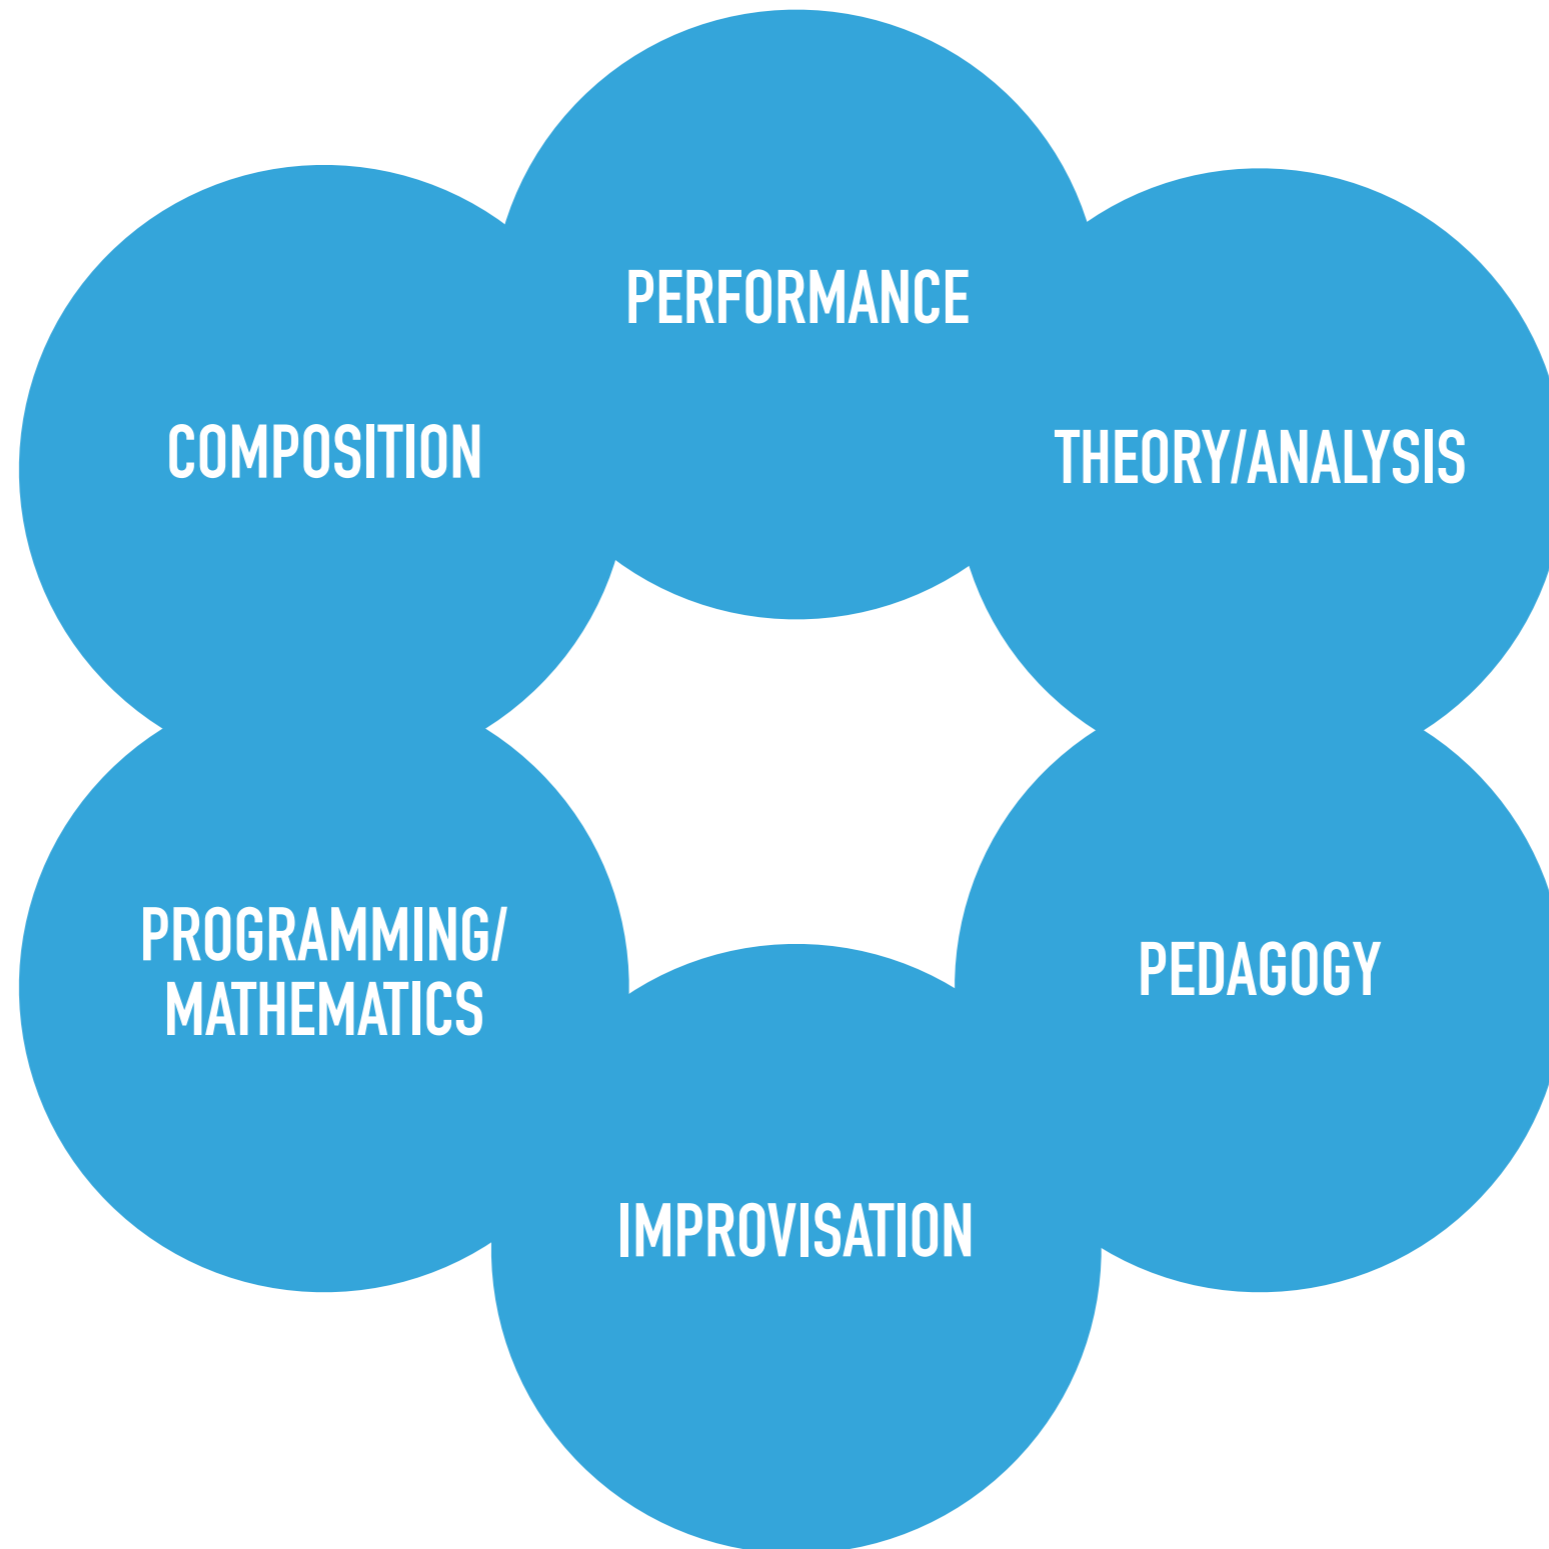 PERFORMANCE
COMPOSITION
THEORY/ANALYSIS
PROGRAMMING/
MATHEMATICS
PEDAGOGY
IMPROVISATION